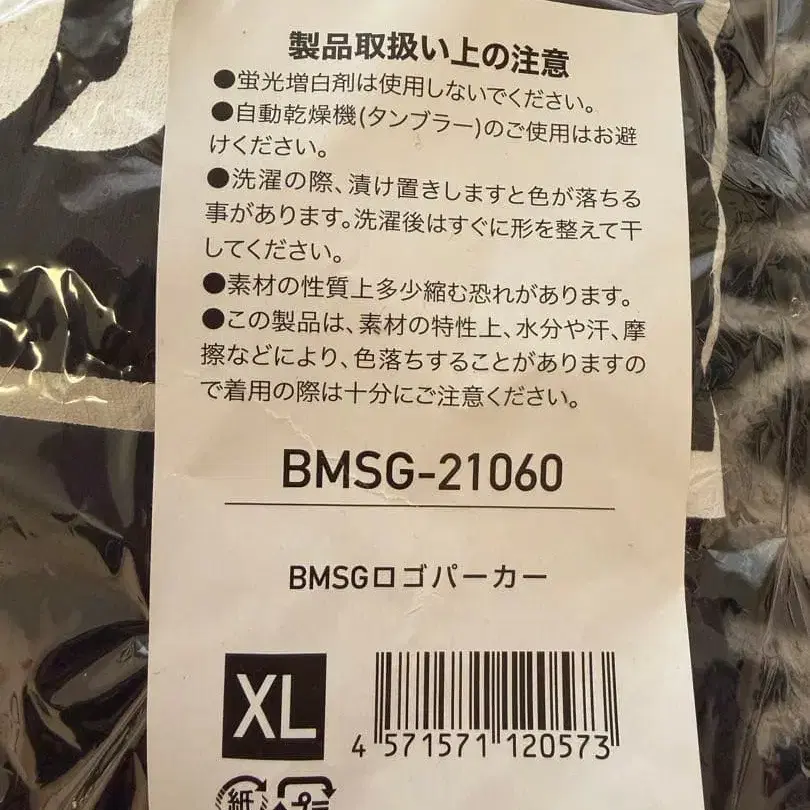 製品取扱い上の注意
●蛍光増白剤は使用しないでください。
●自動乾燥機(タンブラー)のご使用はお避
けください。
●洗濯の際、漬け置きしますと色が落ちる
事があります。洗濯後はすぐに形を整えて干
してください。
●素材の性質上多少縮む恐れがあります。
●この製品は、素材の特性上、水分や汗、摩
擦などにより、色落ちすることがありますの
で着用の際は十分にご注意ください。
BMSG-21060
BMSGロゴパーカー
XL
4 571571 120573
紙 プラ